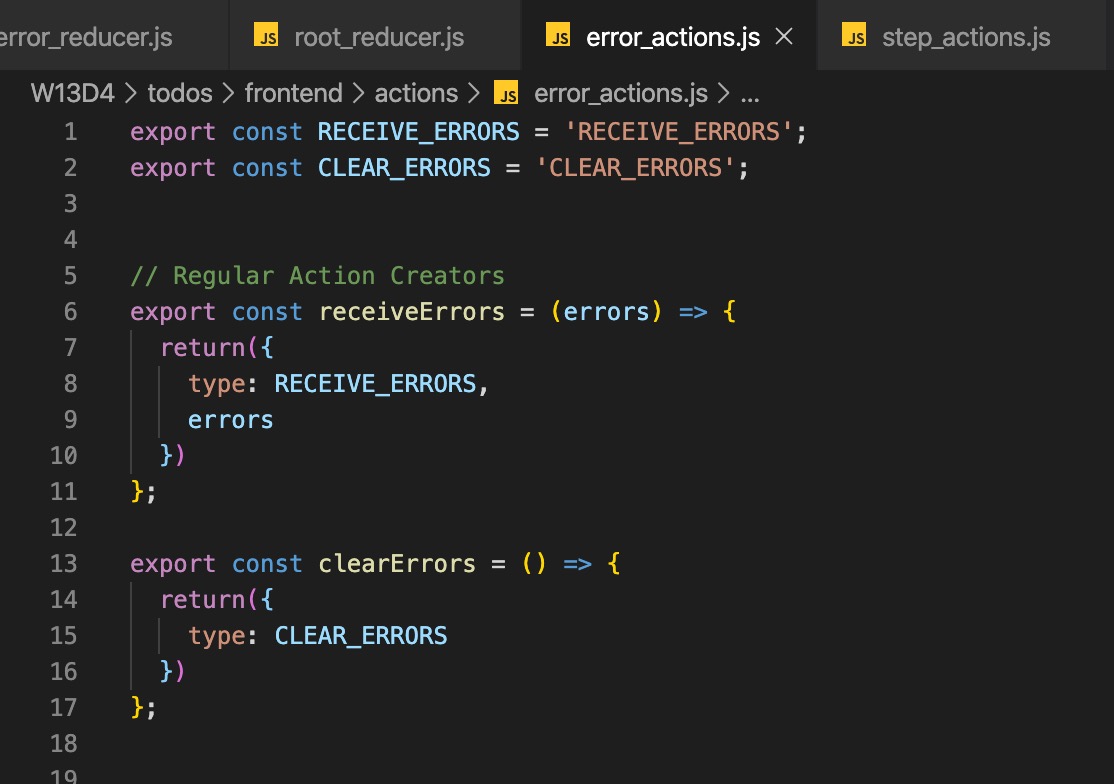 error_reducer.js JS root_reducer.js JS error_actions.js × JS step_actions.js
W13D4 > todos > frontend > actions > JS error_actions.js > ...
1 export const RECEIVE_ERRORS = 'RECEIVE_ERRORS';
2 export const CLEAR_ERRORS = 'CLEAR_ERRORS';
3
4
5 // Regular Action Creators
6 export const receiveErrors = (errors) => {
7   return({
8     type: RECEIVE_ERRORS,
9     errors
10   })
11 };
12
13 export const clearErrors = () => {
14   return({
15     type: CLEAR_ERRORS
16   })
17 };
18
19